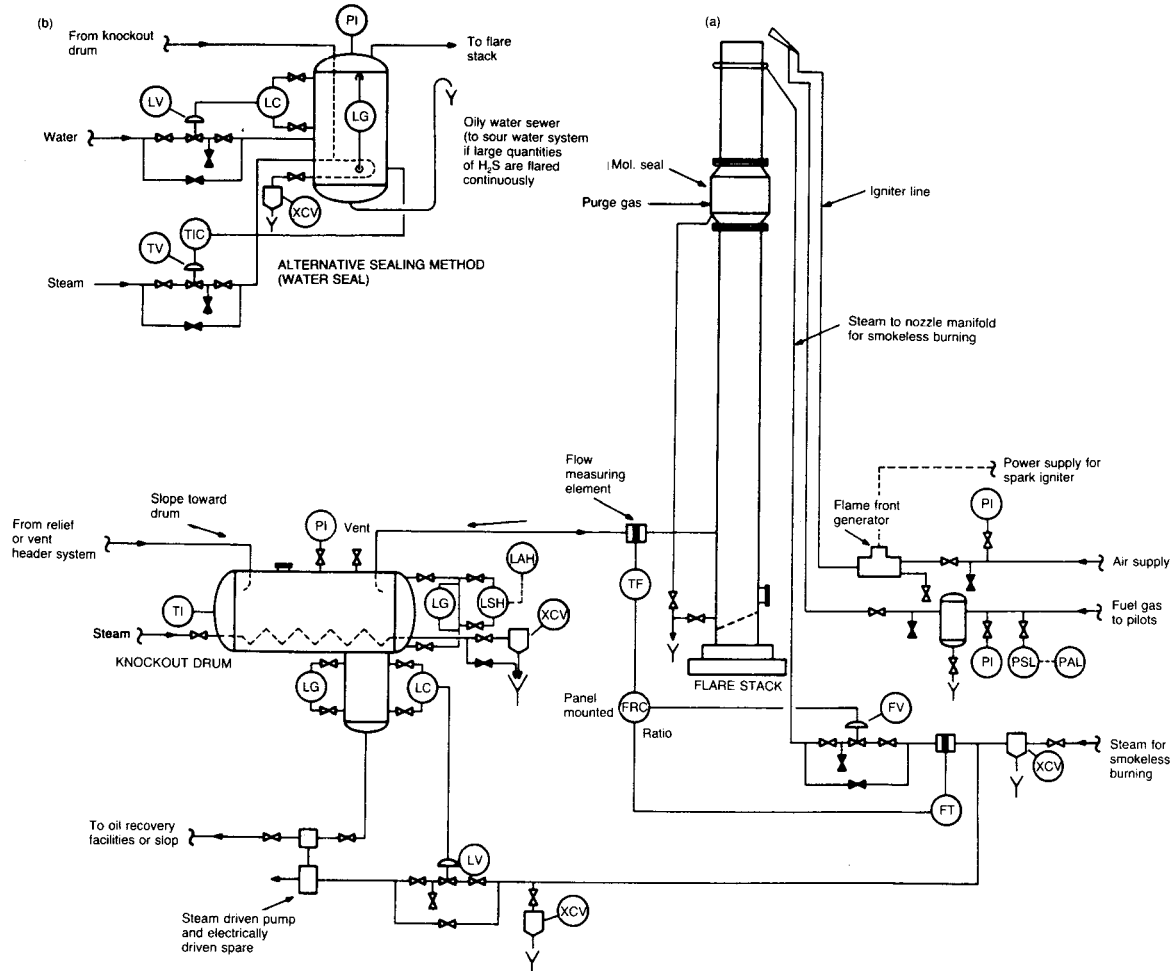 (b)
PI
From knockout
drum
To flare
stack
LV
LC
LG
Water
Oily water sewer
(to sour water system
if large quantities
of H₂S are flared
continuously
XCV
TIC
TV
Steam
ALTERNATIVE SEALING METHOD
(WATER SEAL)
(a)
Mol. seal
Purge gas
Igniter line
Steam to nozzle manifold
for smokeless burning
Flow
measuring
element
Power supply for
spark igniter
Flame front
generator
PI
Air supply
Fuel gas
to pilots
PI
PSL
PAL
Slope toward
drum
From relief
or vent
header system
PI
Vent
LAH
TI
LG
LSH
XCV
Steam
KNOCKOUT DRUM
LG
LC
TF
FLARE STACK
Panel
mounted
FRC
Ratio
FV
Steam for
smokeless
burning
XCV
FT
To oil recovery
facilities or slop
LV
XCV
Steam driven pump
and electrically
driven spare